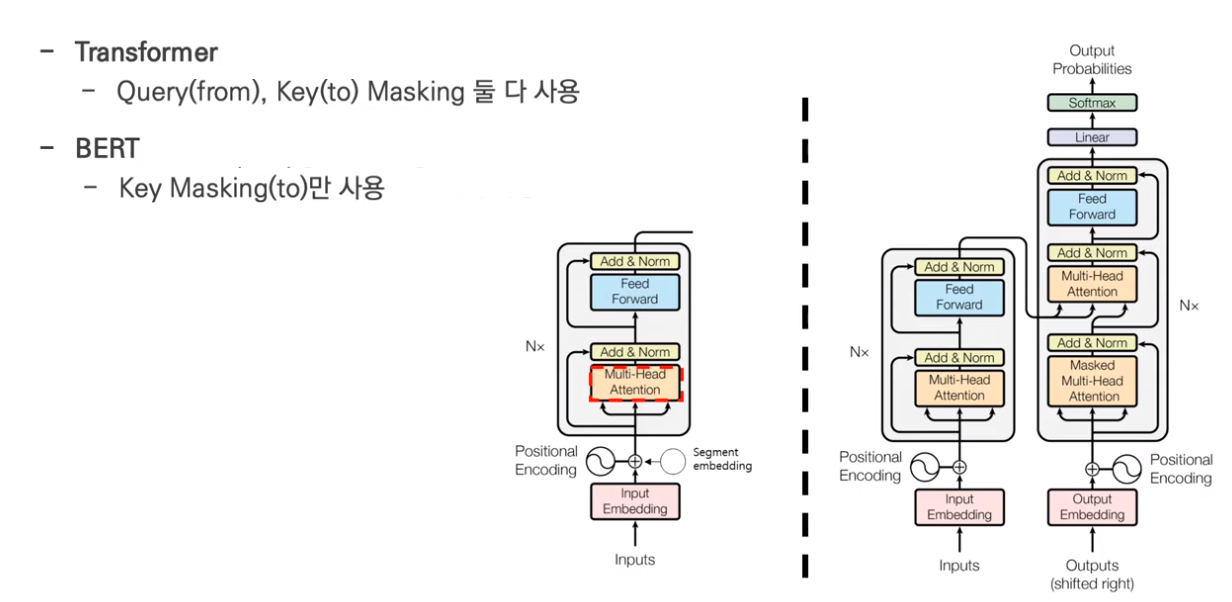 - Transformer
- Query(from), Key(to) Masking 둘 다 사용
- BERT
- Key Masking(to)만 사용
Add & Norm
Feed
Forward
Nx
Add & Norm
Multi-Head
Attention
Positional
Encoding
Segment
embedding
Input
Embedding
Inputs
Add & Norm
Feed
Forward
Nx
Add & Norm
Multi-Head
Attention
Positional
Encoding
Input
Embedding
Inputs
Output
Probabilities
Softmax
Linear
Add & Norm
Feed
Forward
Add & Norm
Multi-Head
Attention
Nx
Add & Norm
Masked
Multi-Head
Attention
Positional
Encoding
Output
Embedding
Outputs
(shifted right)